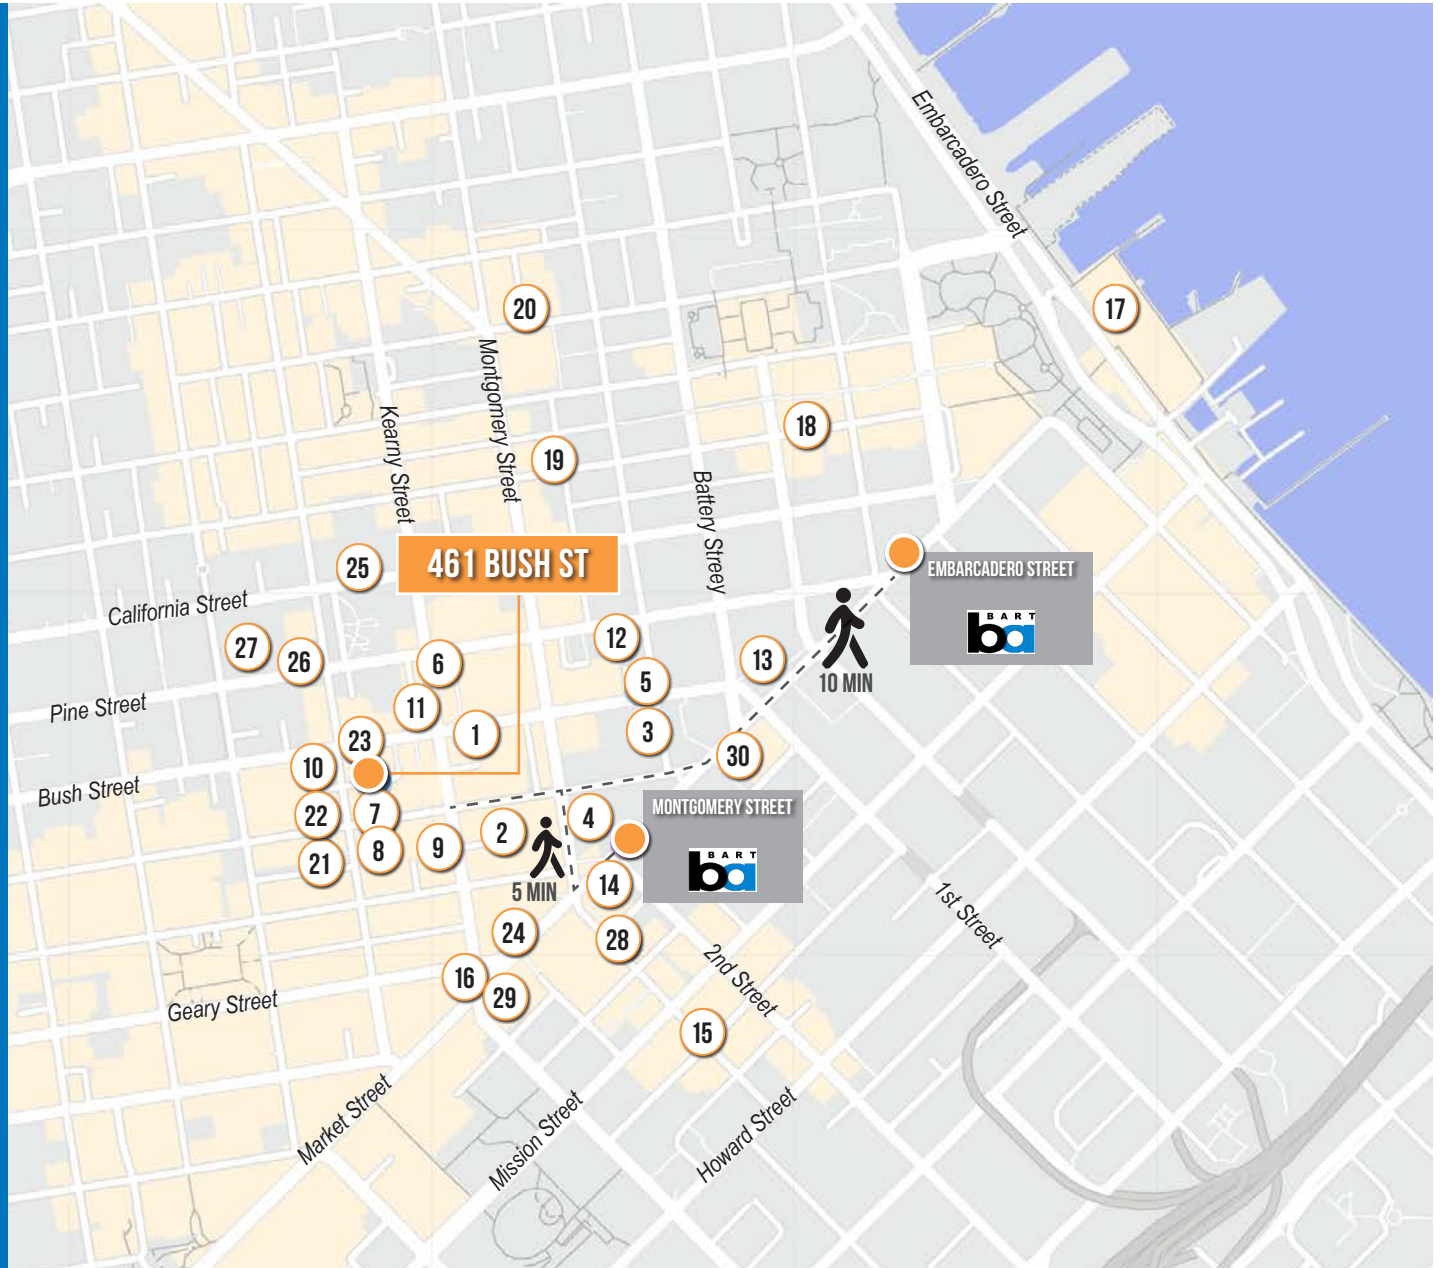 Embarcadero Street
20
17
Montgomery Street
Kearny Street
18
19
Battery Streey
461 BUSH ST
25
EMBARCADERO STREET
BART
ba
California Street
27
26
12
6
13
5
10 MIN
Pine Street
11
1
3
23
30
10
Bush Street
MONTGOMERY STREET
22
7
4
2
BART
ba
9
8
21
14
5 MIN
1st Street
24
28
2nd Street
16
29
Geary Street
15
Market Street
Mission Street
Howard Street